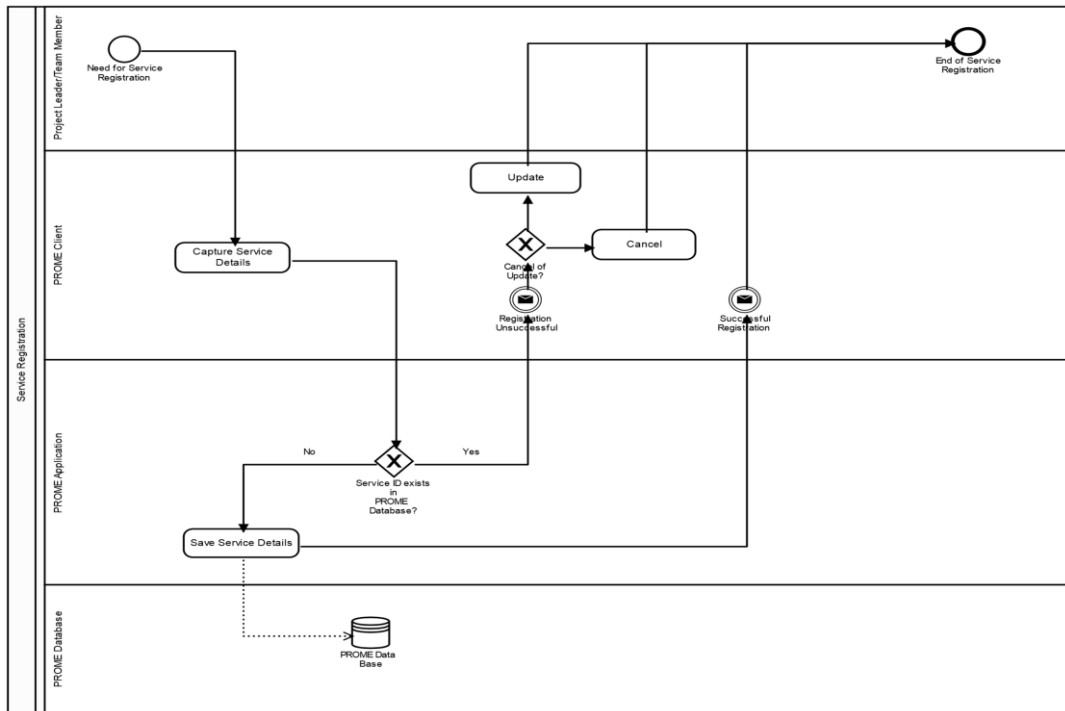 Service Registration
Project Leader/Team Member
Need for Service
Registration
End of Service
Registration
PROME Client
Update
Capture Service
Details
Cancel
Cancel of
Update?
Registration
Unsuccessful
Successful
Registration
PROME Application
No
Yes
Service ID exists
in
PROME
Database?
Save Service Details
PROME Database
PROME Data
Base